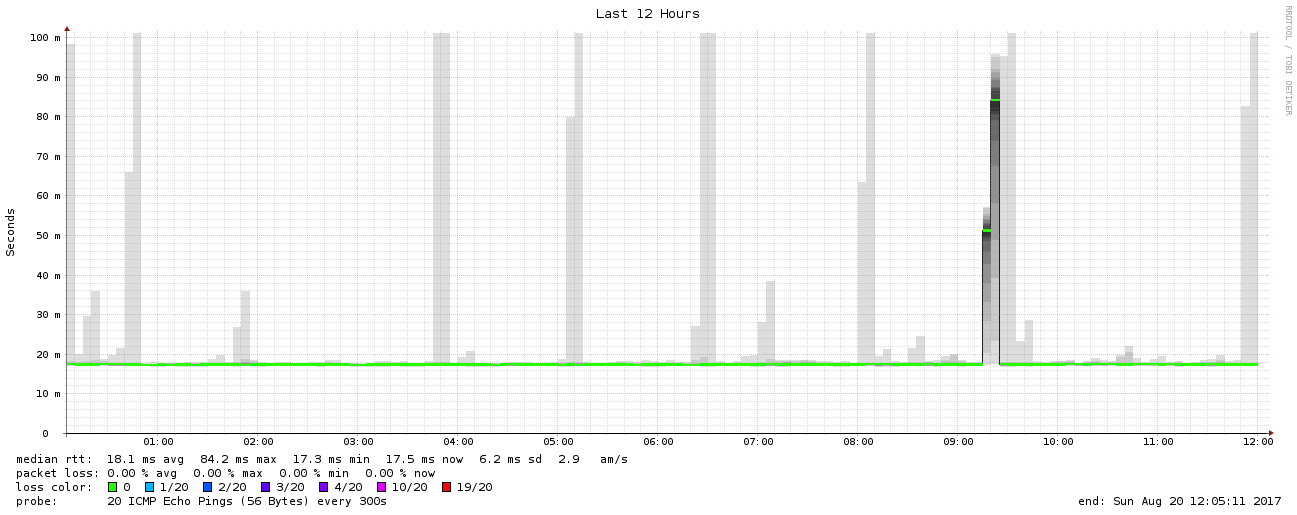 Last 12 Hours
RRDTOOL / TOBI OETIKER
Seconds
100 m
90 m
80 m
70 m
60 m
50 m
40 m
30 m
20 m
10 m
0
01:00 02:00 03:00 04:00 05:00 06:00 07:00 08:00 09:00 10:00 11:00 12:00
median rtt: 18.1 ms avg 84.2 ms max 17.3 ms min 17.5 ms now 6.2 ms sd 2.9 am/s
packet loss: 0.00 % avg 0.00 % max 0.00 % min 0.00 % now
loss color: 0 1/20 2/20 3/20 4/20 10/20 19/20
probe: 20 ICMP Echo Pings (56 Bytes) every 300s end: Sun Aug 20 12:05:11 2017